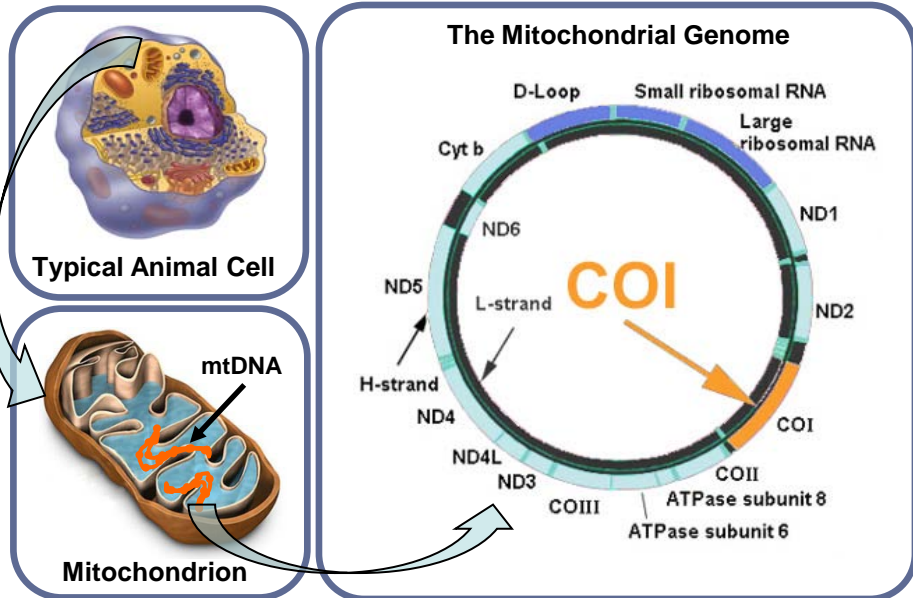 Typical Animal Cell
mtDNA
Mitochondrion
The Mitochondrial Genome
D-Loop
Small ribosomal RNA
Large
ribosomal RNA
Cyt b
ND1
ND6
ND5
COI
L-strand
ND2
H-strand
ND4
COI
ND4L
COII
ND3
ATPase subunit 8
COIII
ATPase subunit 6